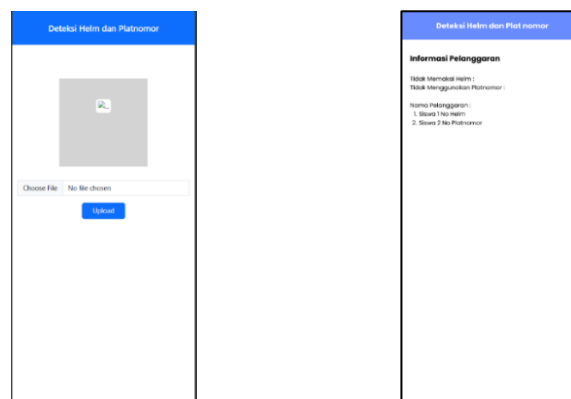 Deteksi Helm dan Platnomor
Choose File No file chosen
Upload
Deteksi Helm dan Plat nomor
Informasi Pelanggaran
Tidak Memakai Helm :
Tidak Menggunakan Platnomor :
Nama Pelanggaran :
1. Siswa 1 No Helm
2. Siswa 2 No Platnomor